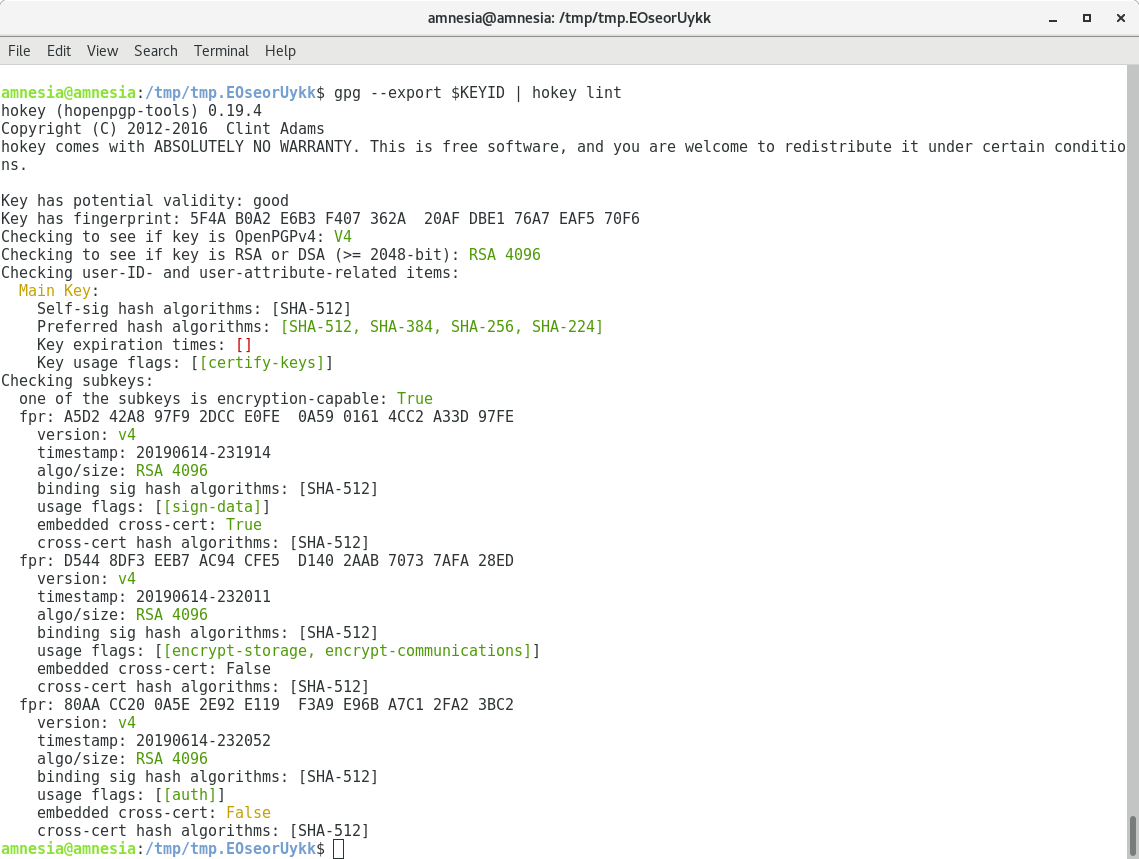 amnesia@amnesia: /tmp/tmp.EOseorUykk
File Edit View Search Terminal Help
amnesia@amnesia:/tmp/tmp.EOseorUykk$ gpg --export $KEYID | hokey lint
hokey (hopenpgp-tools) 0.19.4
Copyright (C) 2012-2016  Clint Adams
hokey comes with ABSOLUTELY NO WARRANTY. This is free software, and you are welcome to redistribute it under certain conditio
ns.
Key has potential validity: good
Key has fingerprint: 5F4A B0A2 E6B3 F407 362A  20AF DBE1 76A7 EAF5 70F6
Checking to see if key is OpenPGPv4: V4
Checking to see if key is RSA or DSA (>= 2048-bit): RSA 4096
Checking user-ID- and user-attribute-related items:
  Main Key:
    Self-sig hash algorithms: [SHA-512]
    Preferred hash algorithms: [SHA-512, SHA-384, SHA-256, SHA-224]
    Key expiration times: []
    Key usage flags: [[certify-keys]]
Checking subkeys:
  one of the subkeys is encryption-capable: True
  fpr: A5D2 42A8 97F9 2DCC E0FE  0A59 0161 4CC2 A33D 97FE
    version: v4
    timestamp: 20190614-231914
    algo/size: RSA 4096
    binding sig hash algorithms: [SHA-512]
    usage flags: [[sign-data]]
    embedded cross-cert: True
    cross-cert hash algorithms: [SHA-512]
  fpr: D544 8DF3 EEB7 AC94 CFE5  D140 2AAB 7073 7AFA 28ED
    version: v4
    timestamp: 20190614-232011
    algo/size: RSA 4096
    binding sig hash algorithms: [SHA-512]
    usage flags: [[encrypt-storage, encrypt-communications]]
    embedded cross-cert: False
    cross-cert hash algorithms: [SHA-512]
  fpr: 80AA CC20 0A5E 2E92 E119  F3A9 E96B A7C1 2FA2 3BC2
    version: v4
    timestamp: 20190614-232052
    algo/size: RSA 4096
    binding sig hash algorithms: [SHA-512]
    usage flags: [[auth]]
    embedded cross-cert: False
    cross-cert hash algorithms: [SHA-512]
amnesia@amnesia:/tmp/tmp.EOseorUykk$